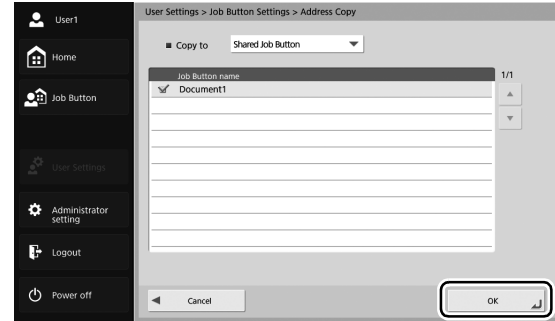 User1
Home
Job Button
User Settings
Administrator
setting
Logout
Power off
User Settings > Job Button Settings > Address Copy
■ Copy to Shared Job Button
Job Button name
1/1
Document1
Cancel
OK